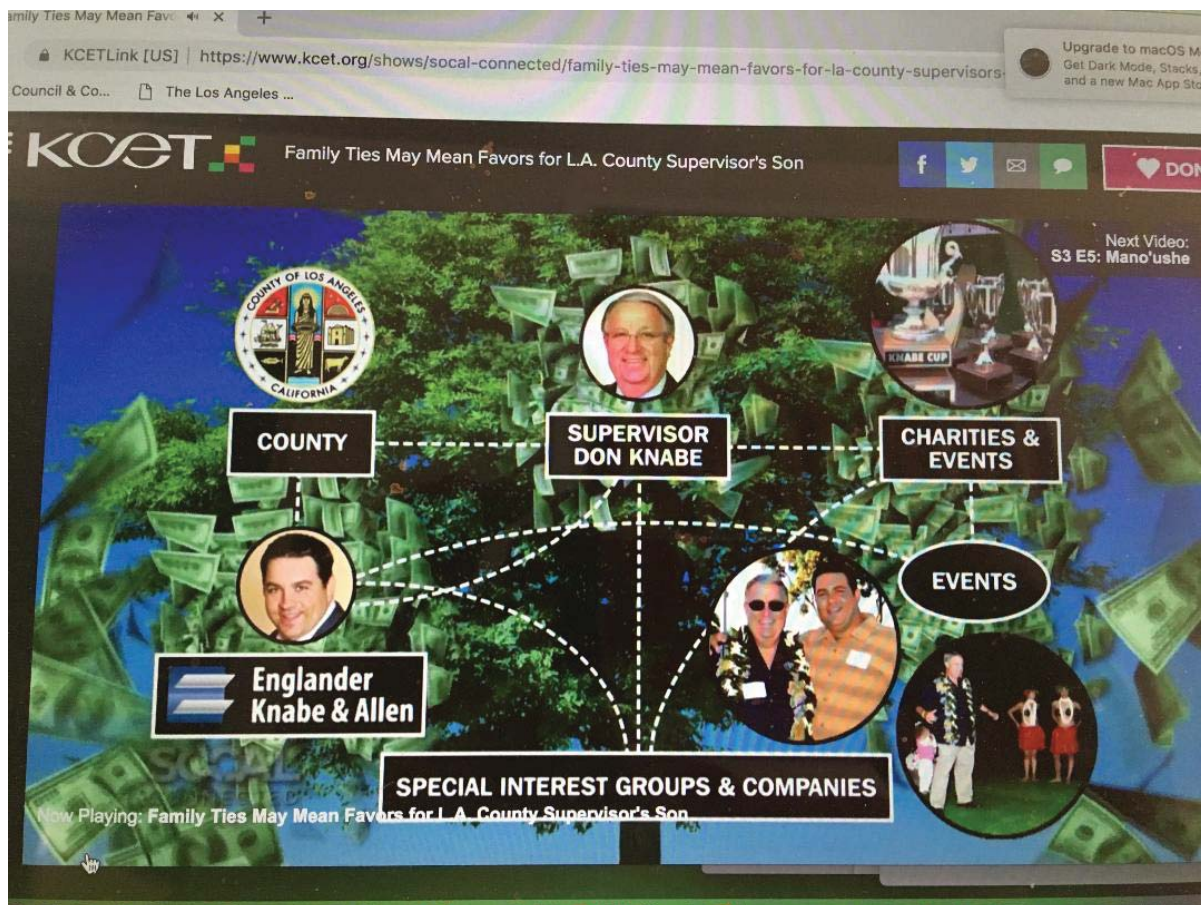 amily Ties May Mean Favo
KCETLink [US] | https://www.kcet.org/shows/socal-connected/family-ties-may-mean-favors-for-la-county-supervisors-
Upgrade to macOS M
Get Dark Mode, Stacks,
and a new Mac App Sto
Council & Co...
The Los Angeles ...
KCET
Family Ties May Mean Favors for L.A. County Supervisor's Son
DON
Next Video:
S3 E5: Mano'ushe
COUNTY OF LOS ANGELES
CALIFORNIA
KNABE CUP
COUNTY
SUPERVISOR
DON KNABE
CHARITIES &
EVENTS
EVENTS
Englander
Knabe & Allen
SOCAL
SPECIAL INTEREST GROUPS & COMPANIES
Now Playing: Family Ties May Mean Favors for L.A. County Supervisor's Son